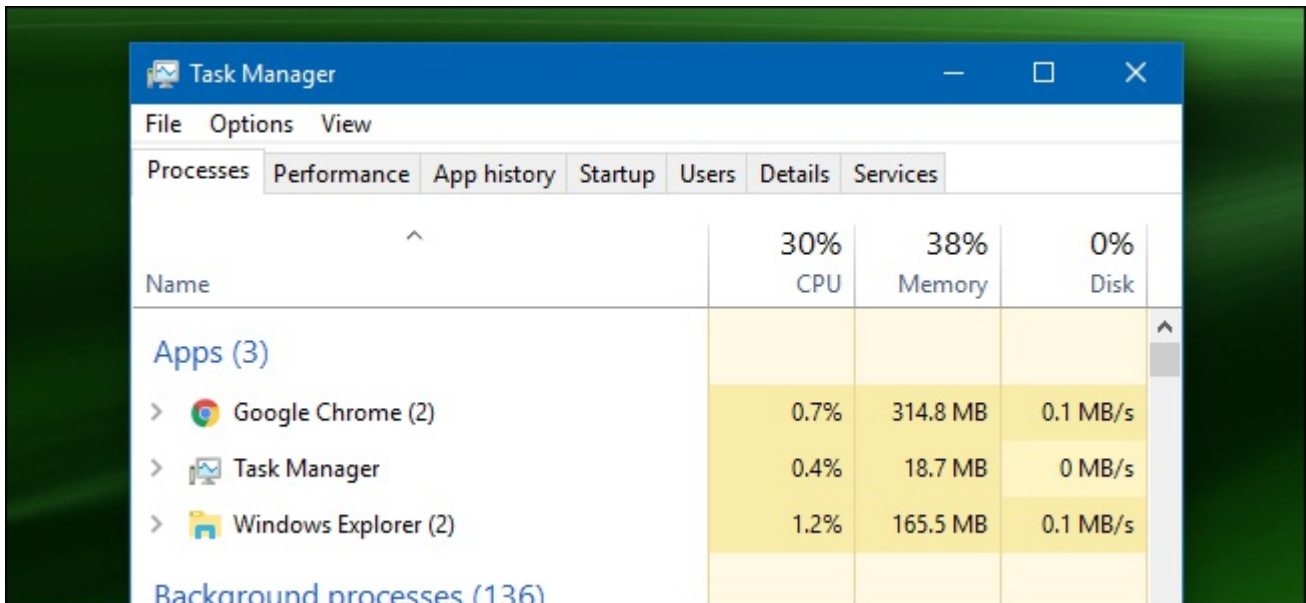 Task Manager
File Options View
Processes Performance App history Startup Users Details Services
30% 38% 0%
Name CPU Memory Disk
Apps (3)
Google Chrome (2) 0.7% 314.8 MB 0.1 MB/s
Task Manager 0.4% 18.7 MB 0 MB/s
Windows Explorer (2) 1.2% 165.5 MB 0.1 MB/s
Background processes (136)